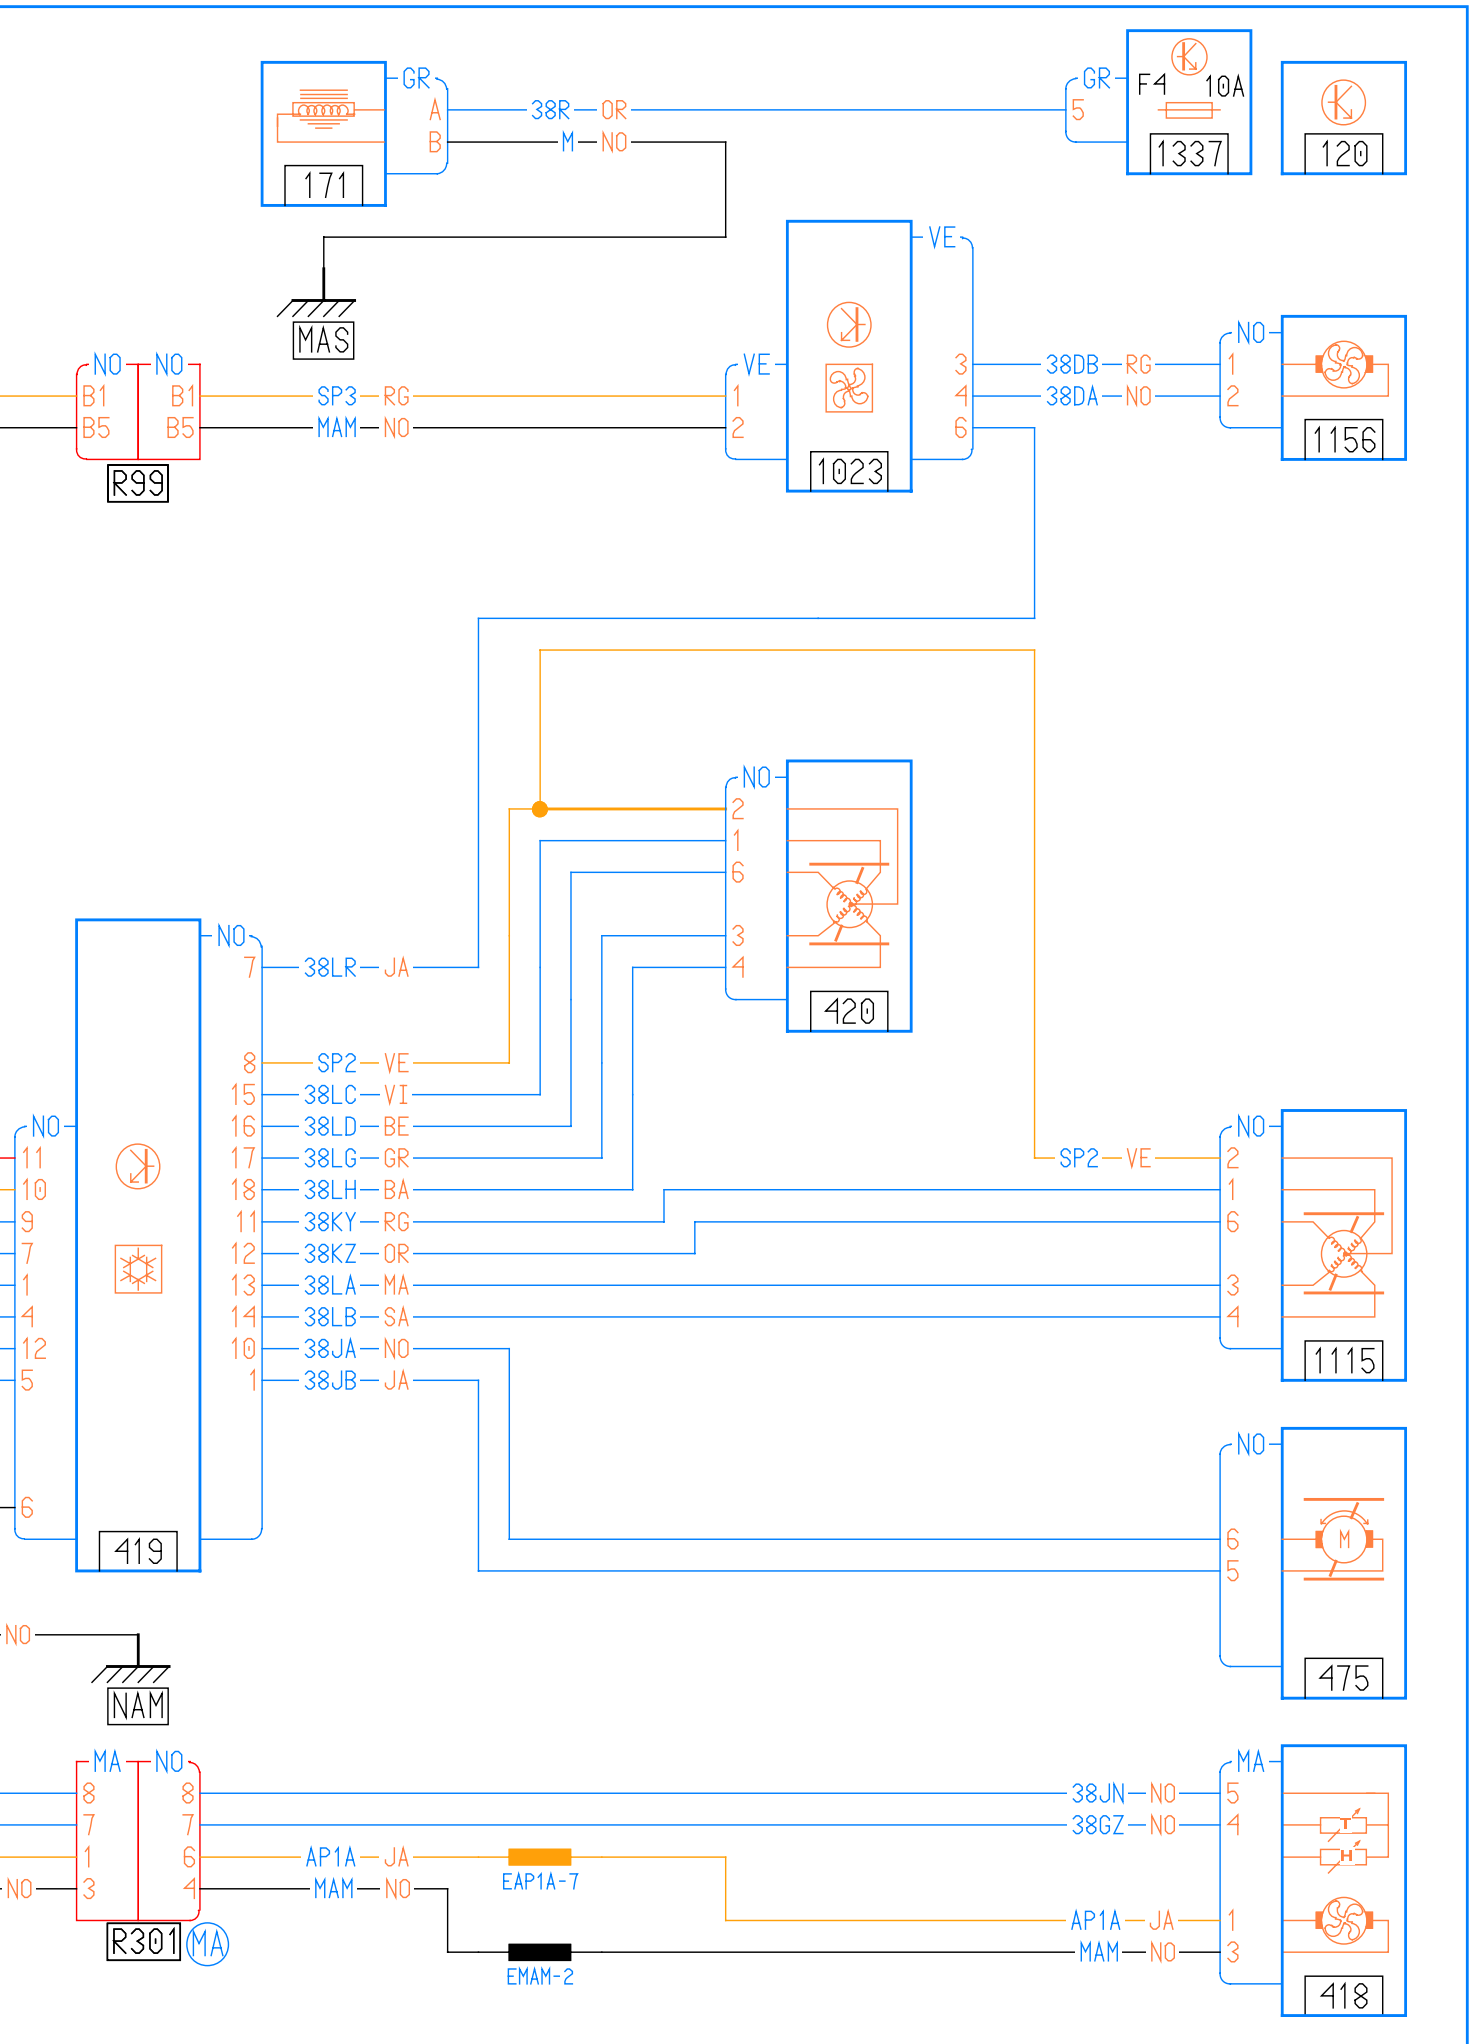 GR
A 38R OR
B M NO
171
GR
5
F4 10A
1337
120
MAS
VE
3 38DB RG
4 38DA NO
6
VE
1
2
1023
NO
1
2
1156
NO NO
B1 B1 SP3 RG
B5 B5 MAM NO
R99
NO
2
1
6
3
4
420
NO
7 38LR JA
8 SP2 VE
15 38LC VI
16 38LD BE
17 38LG GR
18 38LH BA
11 38KY RG
12 38KZ OR
13 38LA MA
14 38LB SA
10 38JA NO
1 38JB JA
NO
11
10
9
7
1
4
12
5
6
419
NO
SP2 VE 2
1
6
3
4
1115
NO
6
5
M
475
NO
NAM
MA NO
8 8
7 7
1 6 AP1A JA
NO 3 4 MAM NO
R301 MA
EAP1A-7
EMAM-2
MA
38JN NO 5
38GZ NO 4
T
H
AP1A JA 1
MAM NO 3
418